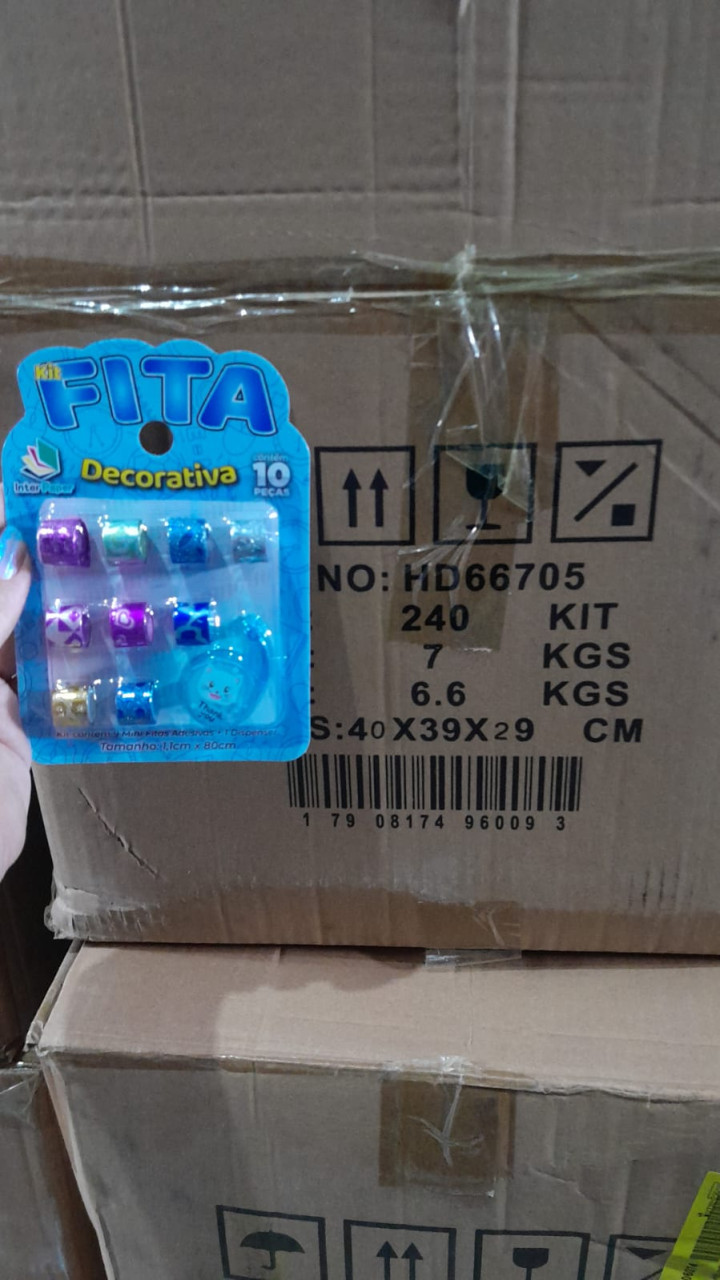 Kit
FITA
Decorativa
contém
10
PEÇAS
Inter Paper
Tamanho: 1,1cm x 80cm
NO: HD66705
240 KIT
: 7 KGS
: 6.6 KGS
S:40X39X29 CM
1 79 08174 96009 3